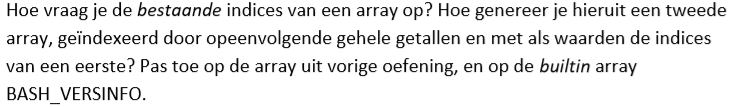 Hoe vraag je de bestaande indices van een array op? Hoe genereer je hieruit een tweede
array, geïndexeerd door opeenvolgende gehele getallen en met als waarden de indices
van een eerste? Pas toe op de array uit vorige oefening, en op de builtin array
BASH_VERSINFO.